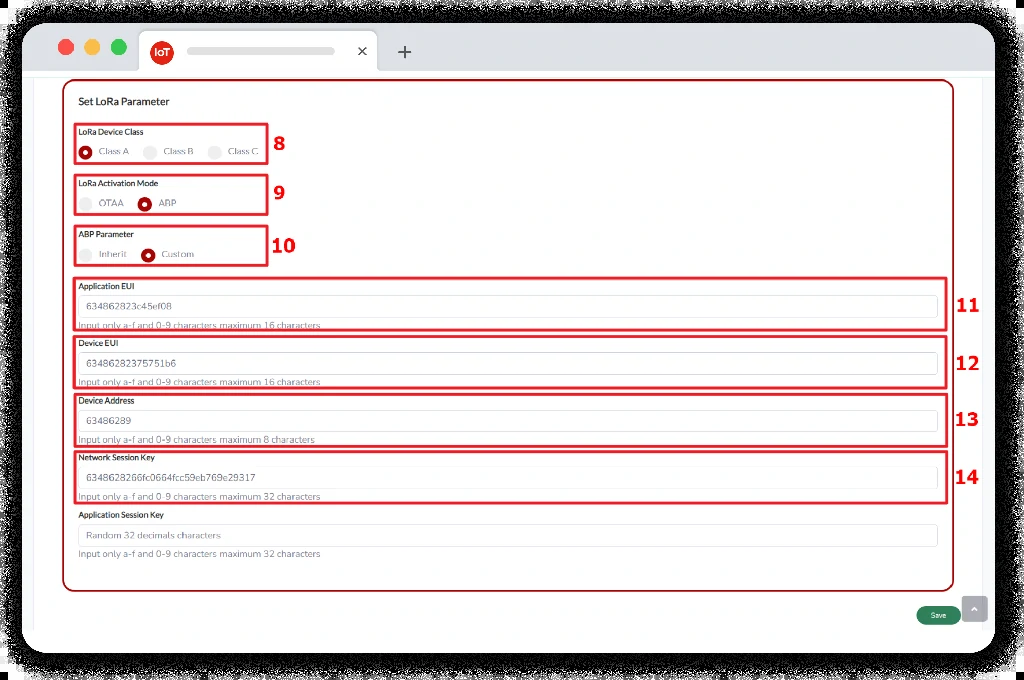 IoT
Set LoRa Parameter
LoRa Device Class
Class A Class B Class C
8
LoRa Activation Mode
OTAA ABP
9
ABP Parameter
Inherit Custom
10
Application EUI
634862823c45ef08
Input only a-f and 0-9 characters maximum 16 characters
11
Device EUI
63486282375751b6
Input only a-f and 0-9 characters maximum 16 characters
12
Device Address
63486289
Input only a-f and 0-9 characters maximum 8 characters
13
Network Session Key
6348628266fc0664fcc59eb769e29317
Input only a-f and 0-9 characters maximum 32 characters
14
Application Session Key
Random 32 decimals characters
Input only a-f and 0-9 characters maximum 32 characters
Save